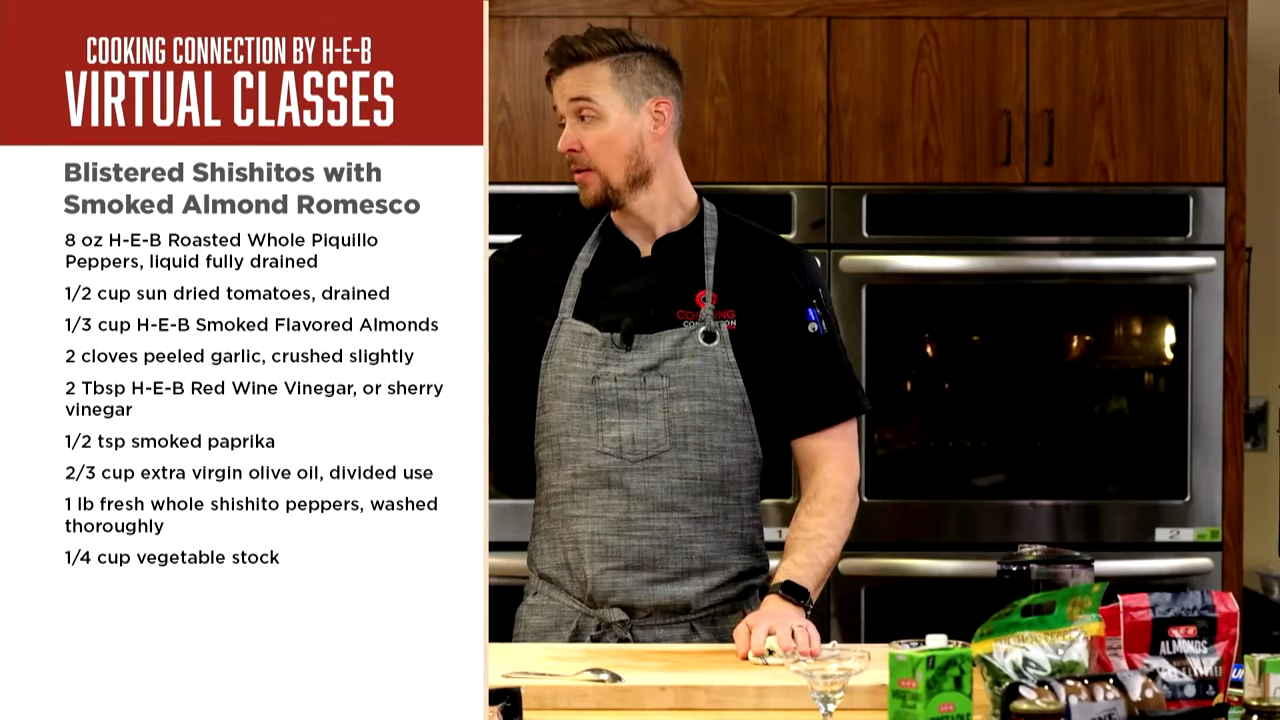 COOKING CONNECTION BY H-E-B
VIRTUAL CLASSES
Blistered Shishitos with
Smoked Almond Romesco
8 oz H-E-B Roasted Whole Piquillo
Peppers, liquid fully drained
1/2 cup sun dried tomatoes, drained
1/3 cup H-E-B Smoked Flavored Almonds
2 cloves peeled garlic, crushed slightly
2 Tbsp H-E-B Red Wine Vinegar, or sherry
vinegar
1/2 tsp smoked paprika
2/3 cup extra virgin olive oil, divided use
1 lb fresh whole shishito peppers, washed
thoroughly
1/4 cup vegetable stock
1
2
H-E-B
ALMONDS
H-E-B